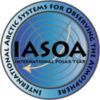 INTERNATIONAL ARCTIC SYSTEMS FOR OBSERVING THE ATMOSPHERE
IASOA
INTERNATIONAL POLAR YEAR